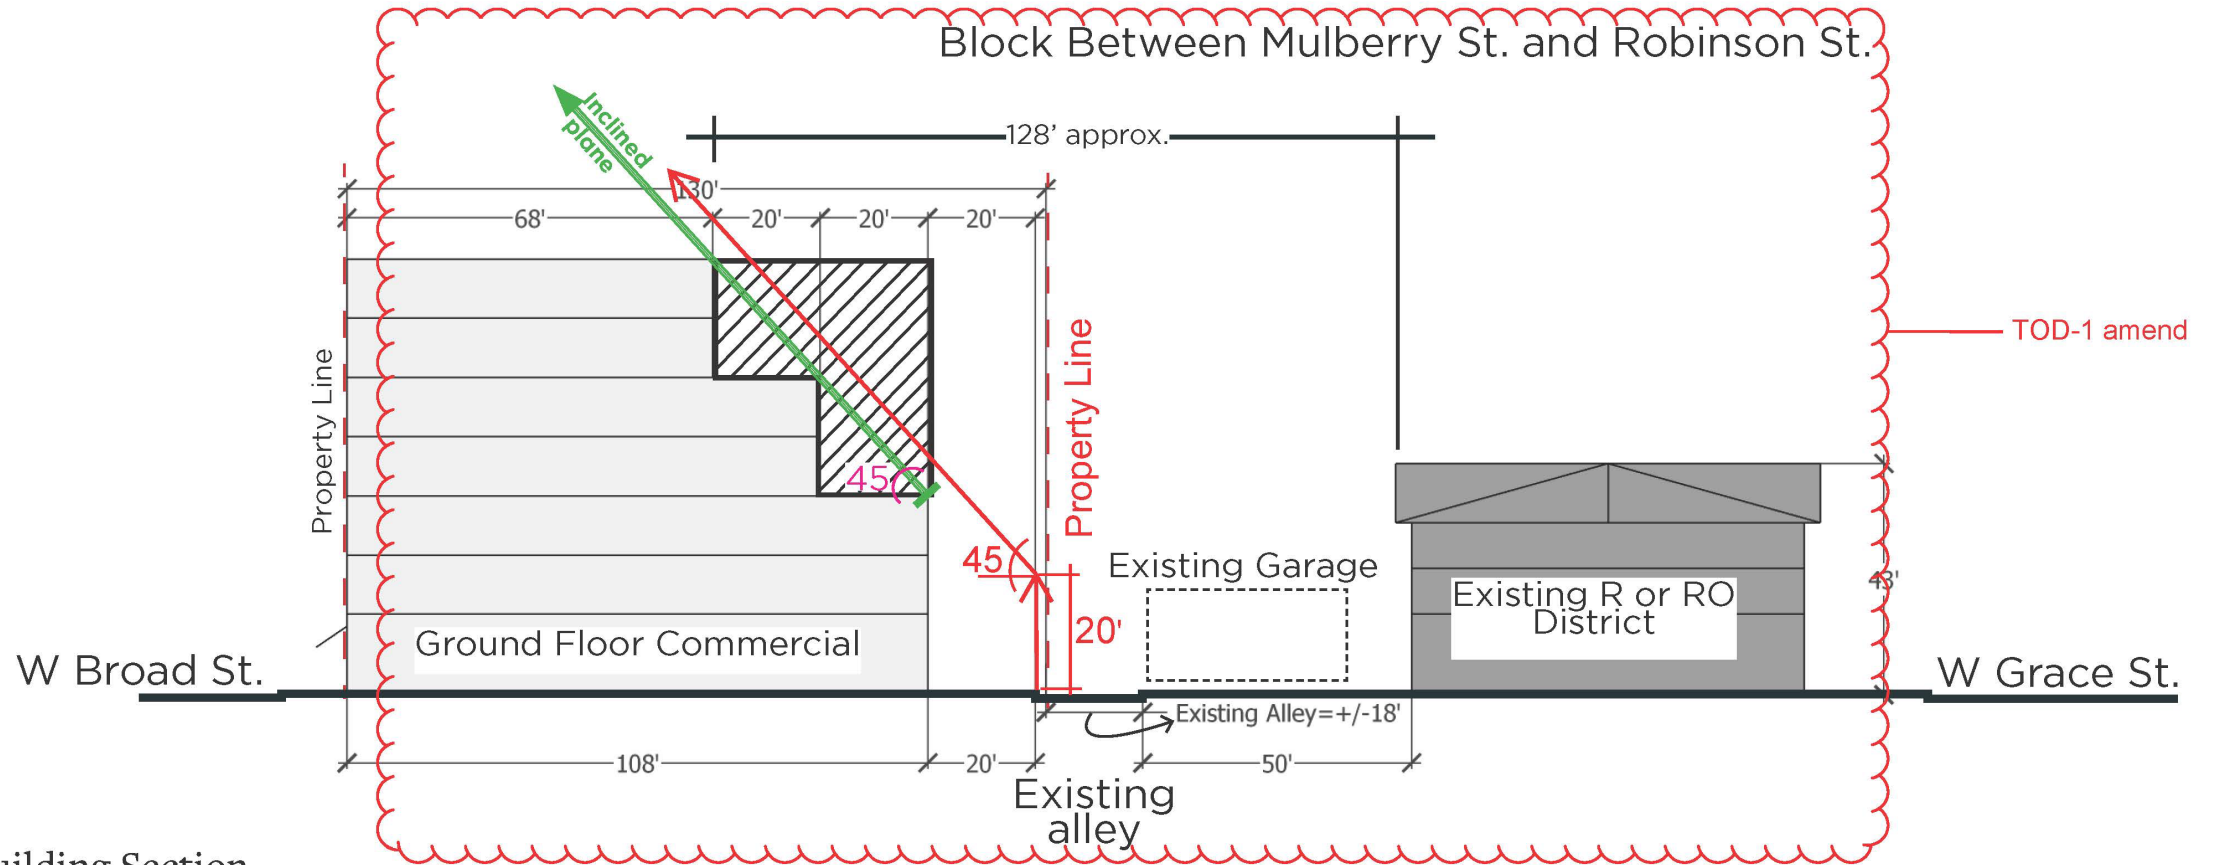 Block Between Mulberry St. and Robinson St.
Inclined
plane
128’ approx.
130'
68'
20'
20'
20'
TOD-1 amend
Property Line
Property Line
45
45
Existing Garage
43'
Existing R or RO
District
20'
Ground Floor Commercial
W Broad St.
W Grace St.
Existing Alley=+/-18'
108'
20'
50'
Existing
alley